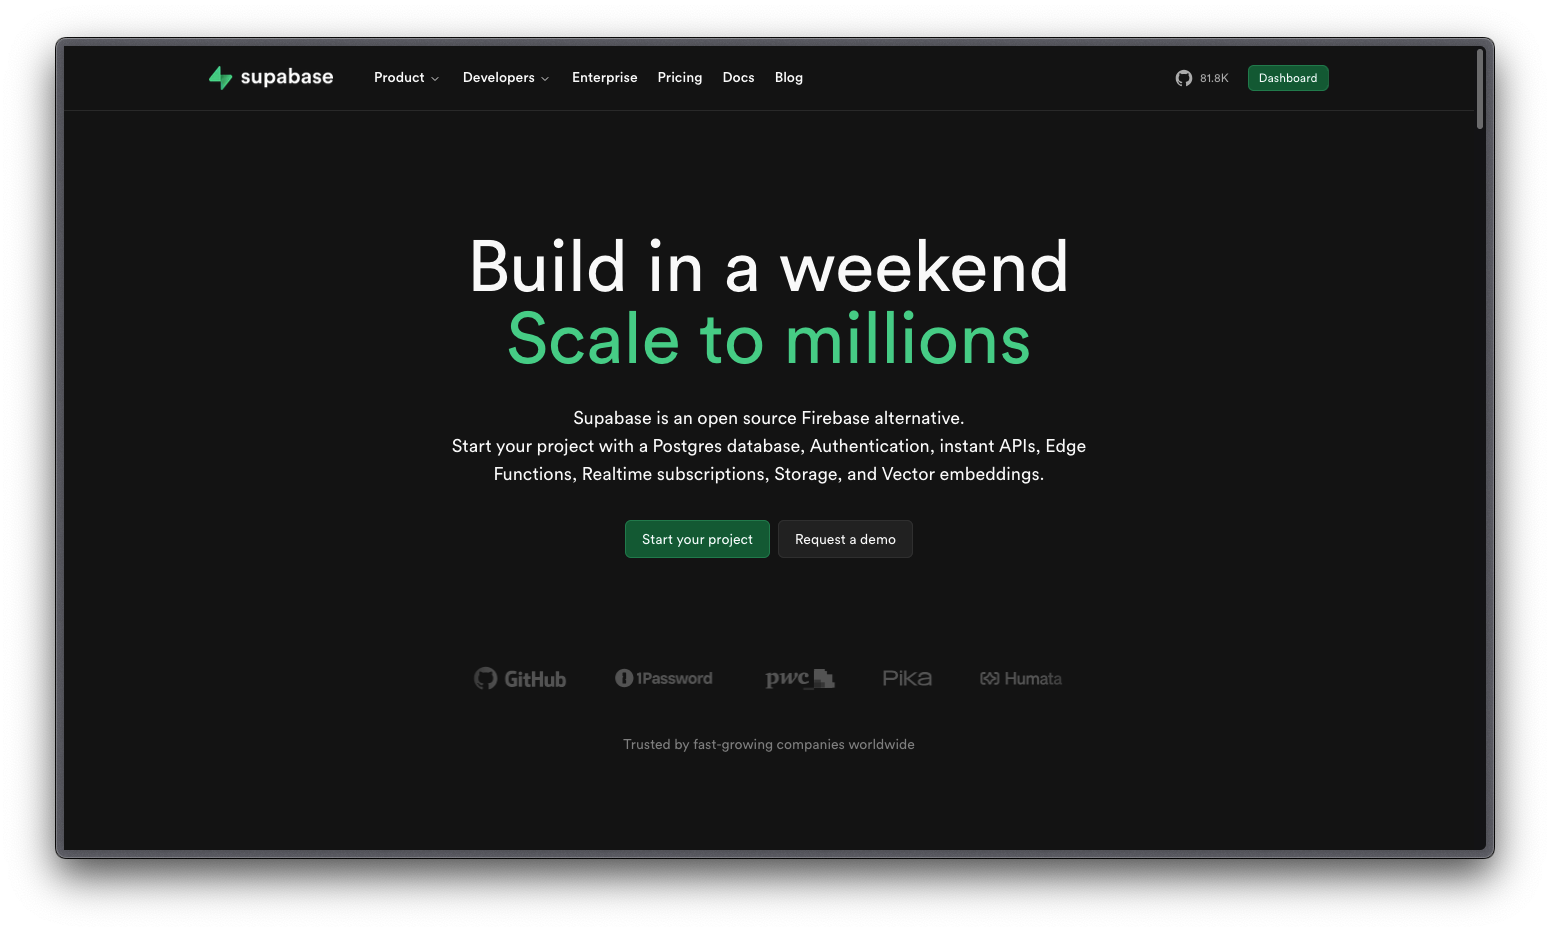 supabase Product Developers Enterprise Pricing Docs Blog 81.8K Dashboard
Build in a weekend
Scale to millions
Supabase is an open source Firebase alternative.
Start your project with a Postgres database, Authentication, instant APIs, Edge
Functions, Realtime subscriptions, Storage, and Vector embeddings.
Start your project Request a demo
GitHub 1Password pwc Pika Humata
Trusted by fast-growing companies worldwide